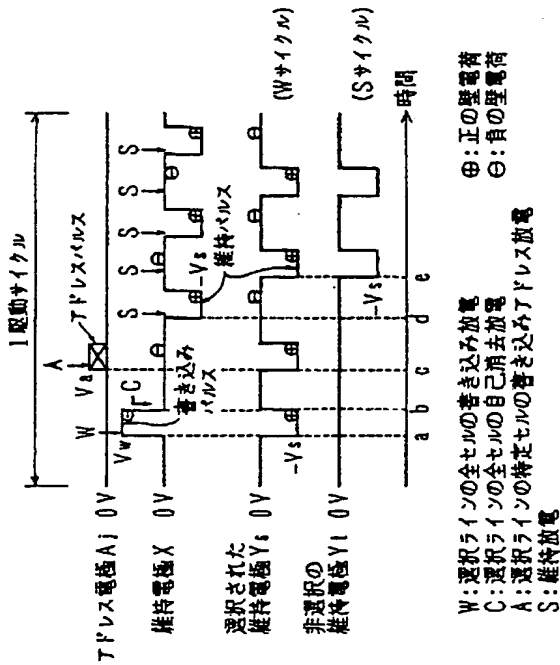 1駆動サイクル
W
A
アドレスパルス
Va
アドレス電極Aj 0V
Vw
C
書き込み
パルス
S
S
S
S
S
維持電極X 0V
-Vs
維持パルス
選択された
維持電極Ys 0V
-Vs
(Wサイクル)
非選択の
維持電極Yt 0V
-Vs
(Sサイクル)
a
b
c
d
e
時間
W:選択ラインの全セルの書き込み放電
C:選択ラインの全セルの自己消去放電
A:選択ラインの特定セルの書き込みアドレス放電
S:維持放電
⊕:正の壁電荷
⊖:負の壁電荷